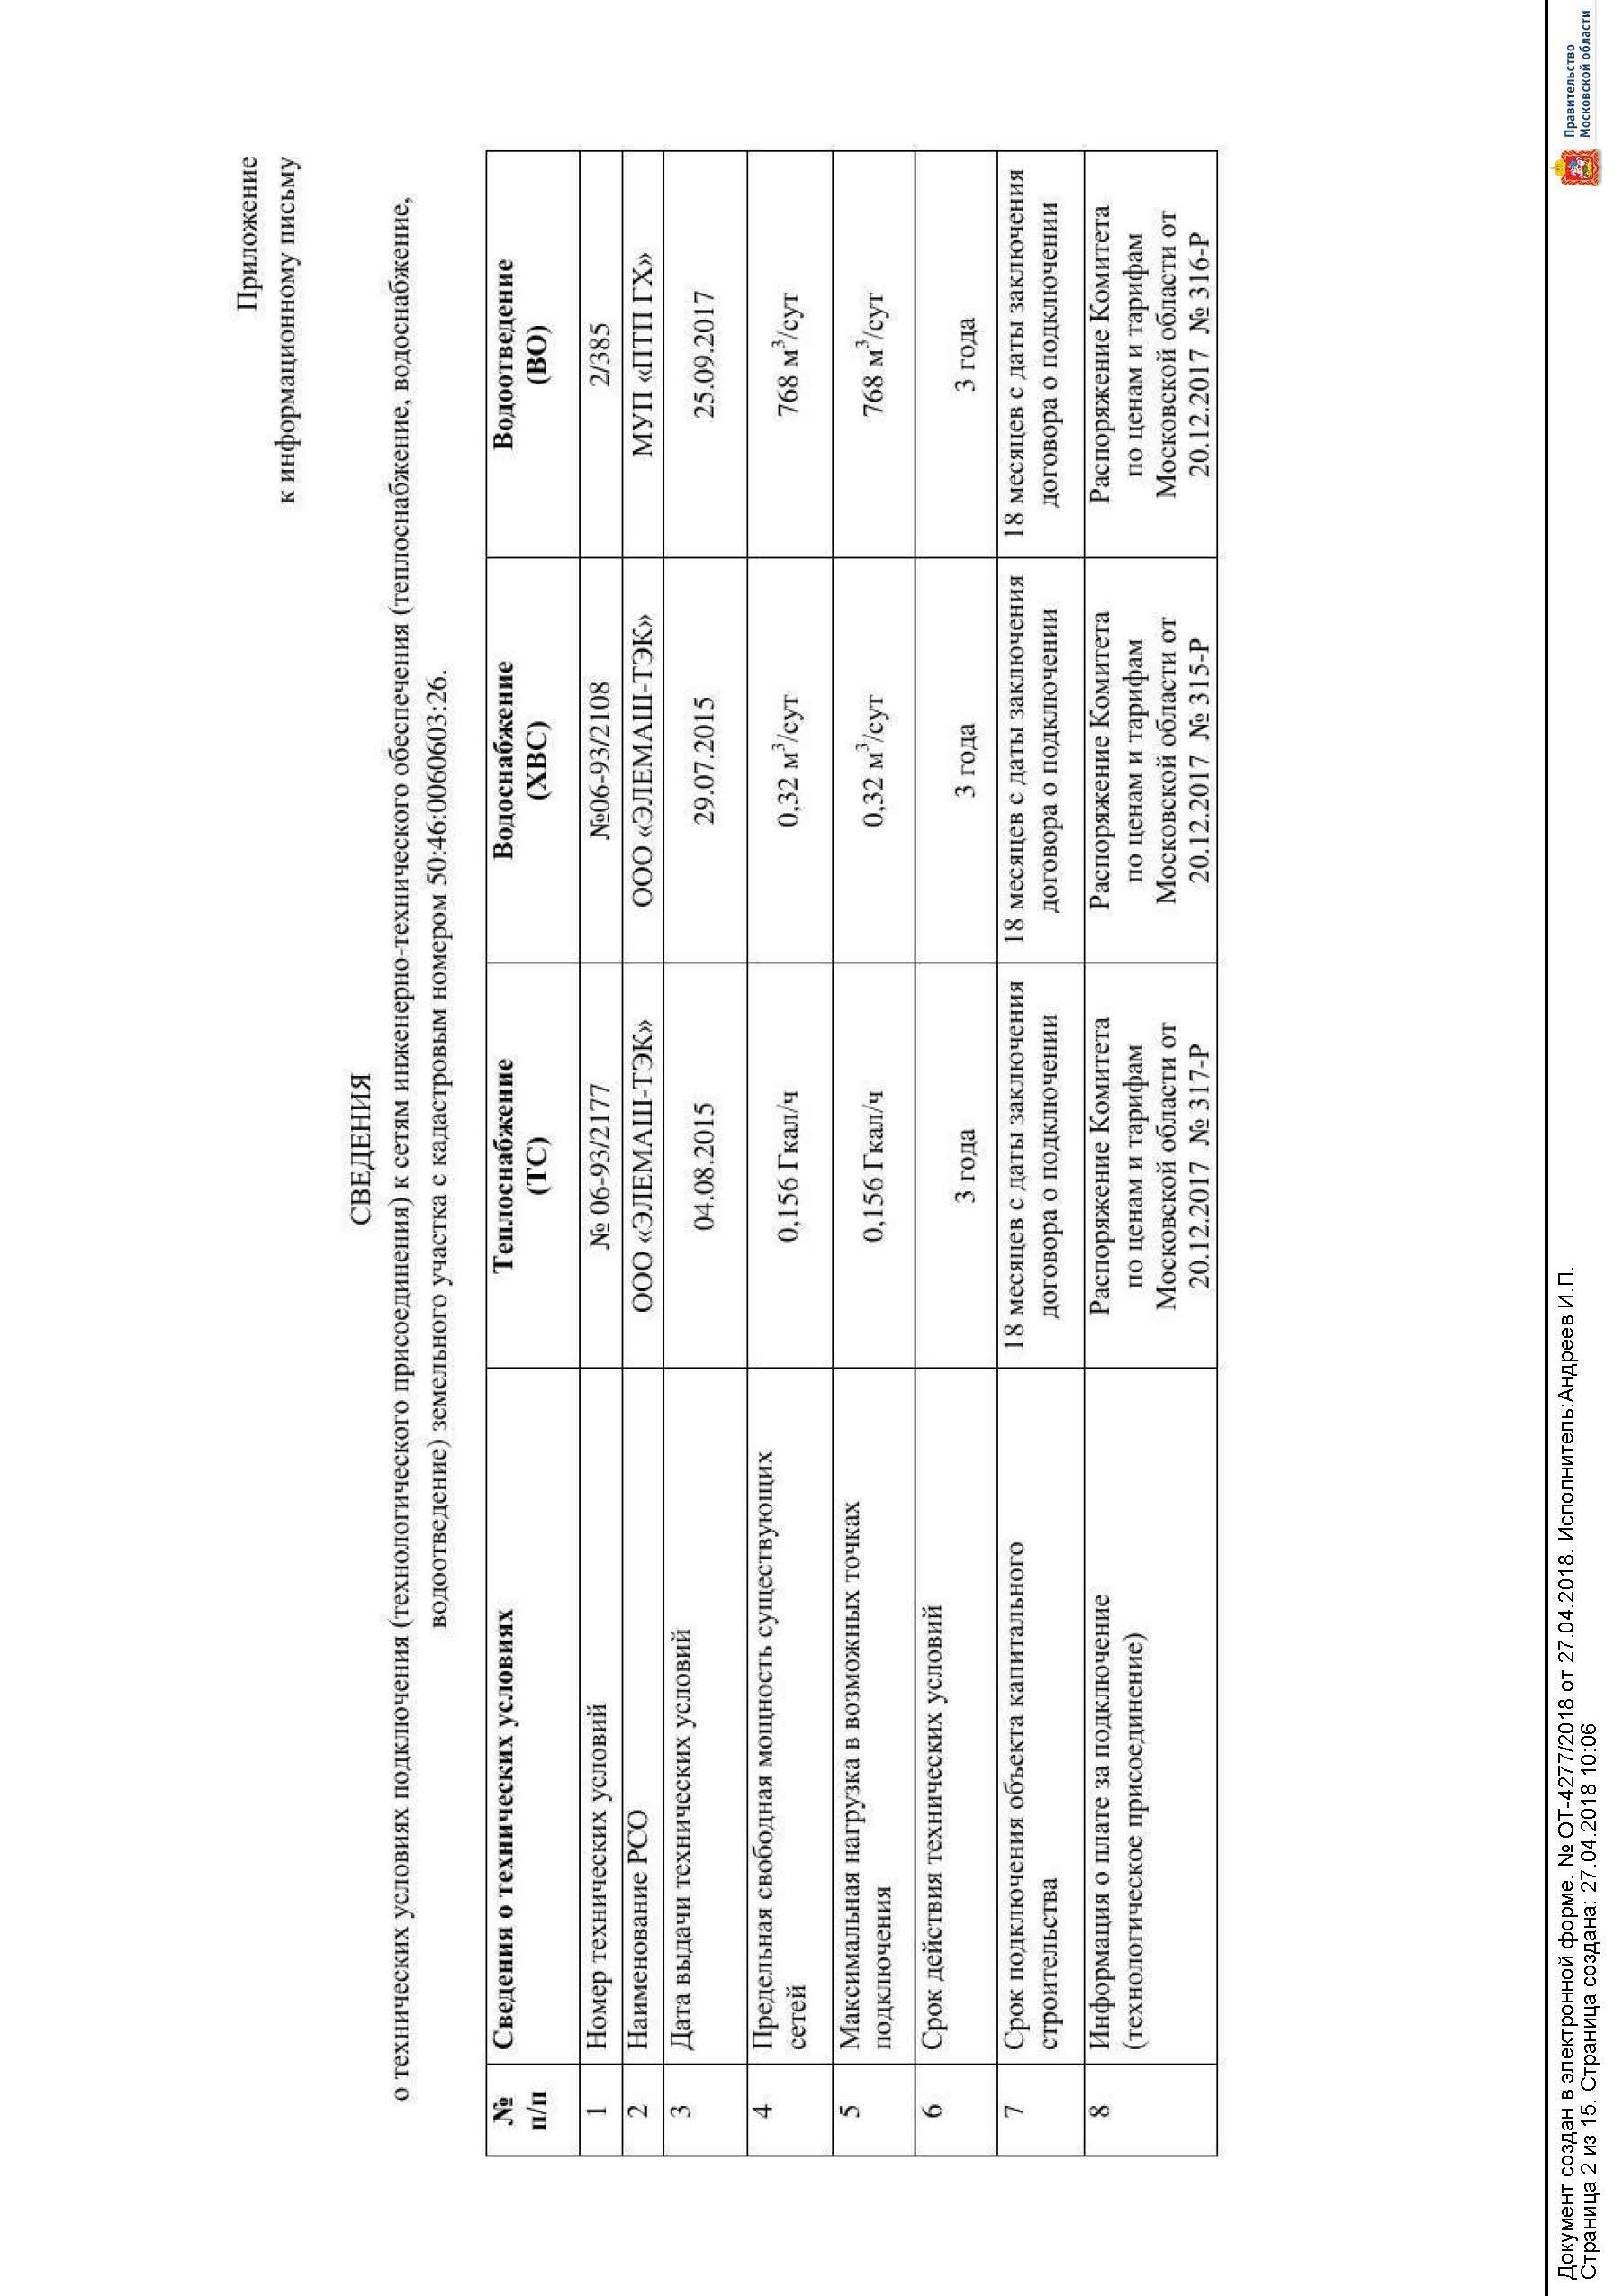 Приложение
к информационному письму
СВЕДЕНИЯ
о технических условиях подключения (технологического присоединения) к сетям инженерно-технического обеспечения (теплоснабжение, водоснабжение,
водоотведение) земельного участка с кадастровым номером 50:46:0060603:26.
№ Сведения о технических условиях Теплоснабжение Водоснабжение Водоотведение
п/п (ТС) (ХВС) (ВО)
1 Номер технических условий № 06-93/2177 №06-93/2108 2/385
2 Наименование РСО ООО «ЭЛЕМАШ-ТЭК» ООО «ЭЛЕМАШ-ТЭК» МУП «ПТП ГХ»
3 Дата выдачи технических условий 04.08.2015 29.07.2015 25.09.2017
4 Предельная свободная мощность существующих
сетей 0,156 Гкал/ч 0,32 м³/сут 768 м³/сут
5 Максимальная нагрузка в возможных точках
подключения 0,156 Гкал/ч 0,32 м³/сут 768 м³/сут
6 Срок действия технических условий 3 года 3 года 3 года
7 Срок подключения объекта капитального 18 месяцев с даты заключения 18 месяцев с даты заключения 18 месяцев с даты заключения
строительства договора о подключении договора о подключении договора о подключении
8 Информация о плате за подключение Распоряжение Комитета Распоряжение Комитета Распоряжение Комитета
(технологическое присоединение) по ценам и тарифам по ценам и тарифам по ценам и тарифам
Московской области от Московской области от Московской области от
20.12.2017 № 317-Р 20.12.2017 № 315-Р 20.12.2017 № 316-Р
Документ создан в электронной форме. № ОТ-4277/2018 от 27.04.2018. Исполнитель:Андреев И.П.
Страница 2 из 15. Страница создана: 27.04.2018 10:06
Правительство
Московской области